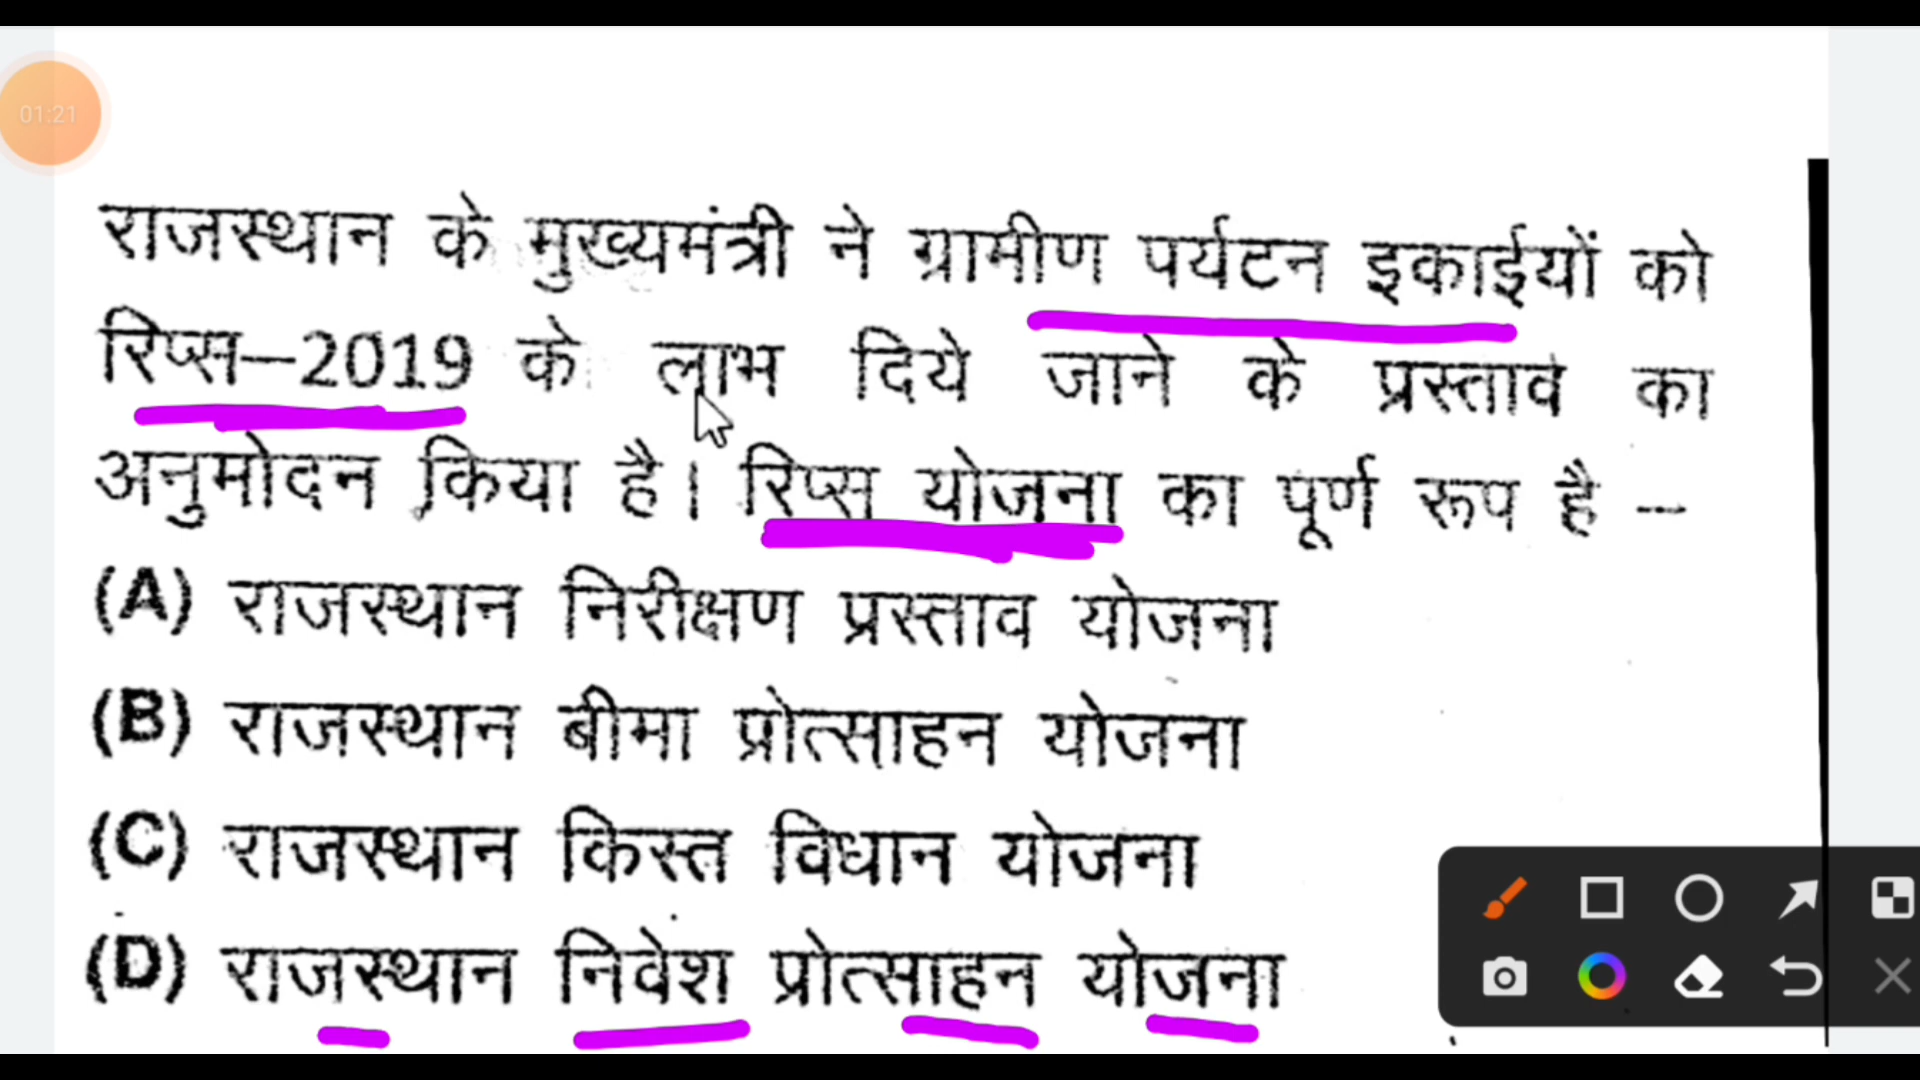 01:21
राजस्थान के मुख्यमंत्री ने ग्रामीण पर्यटन इकाईयों को
रिप्स–2019 के लाभ दिये जाने के प्रस्ताव का
अनुमोदन किया है। रिप्स योजना का पूर्ण रूप है –
(A) राजस्थान निरीक्षण प्रस्ताव योजना
(B) राजस्थान बीमा प्रोत्साहन योजना
(C) राजस्थान किस्त विधान योजना
(D) राजस्थान निवेश प्रोत्साहन योजना